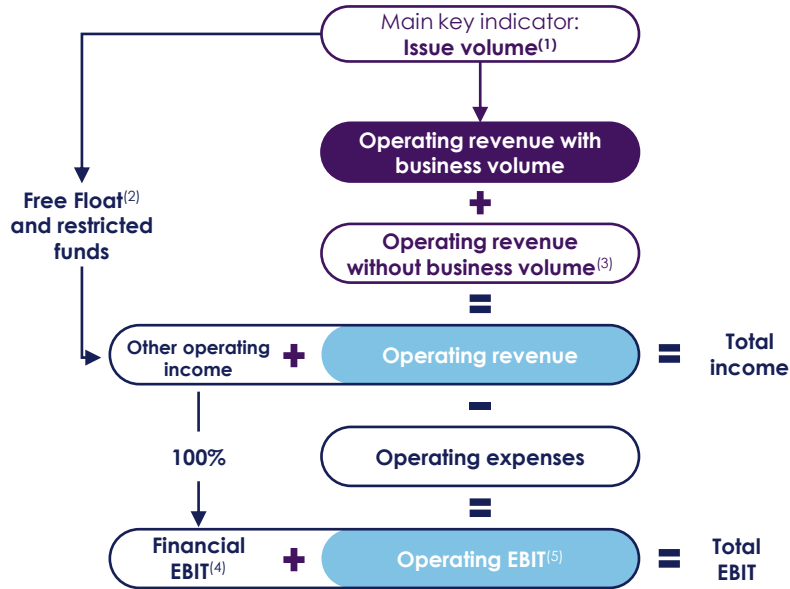 Main key indicator:
Issue volume(1)
Operating revenue with
business volume
+
Free Float(2)
and restricted
funds
Operating revenue
without business volume(3)
=
Other operating
income
+
Operating revenue
=
Total
income
-
100%
Operating expenses
=
Financial
EBIT(4)
+
Operating EBIT(5)
=
Total
EBIT